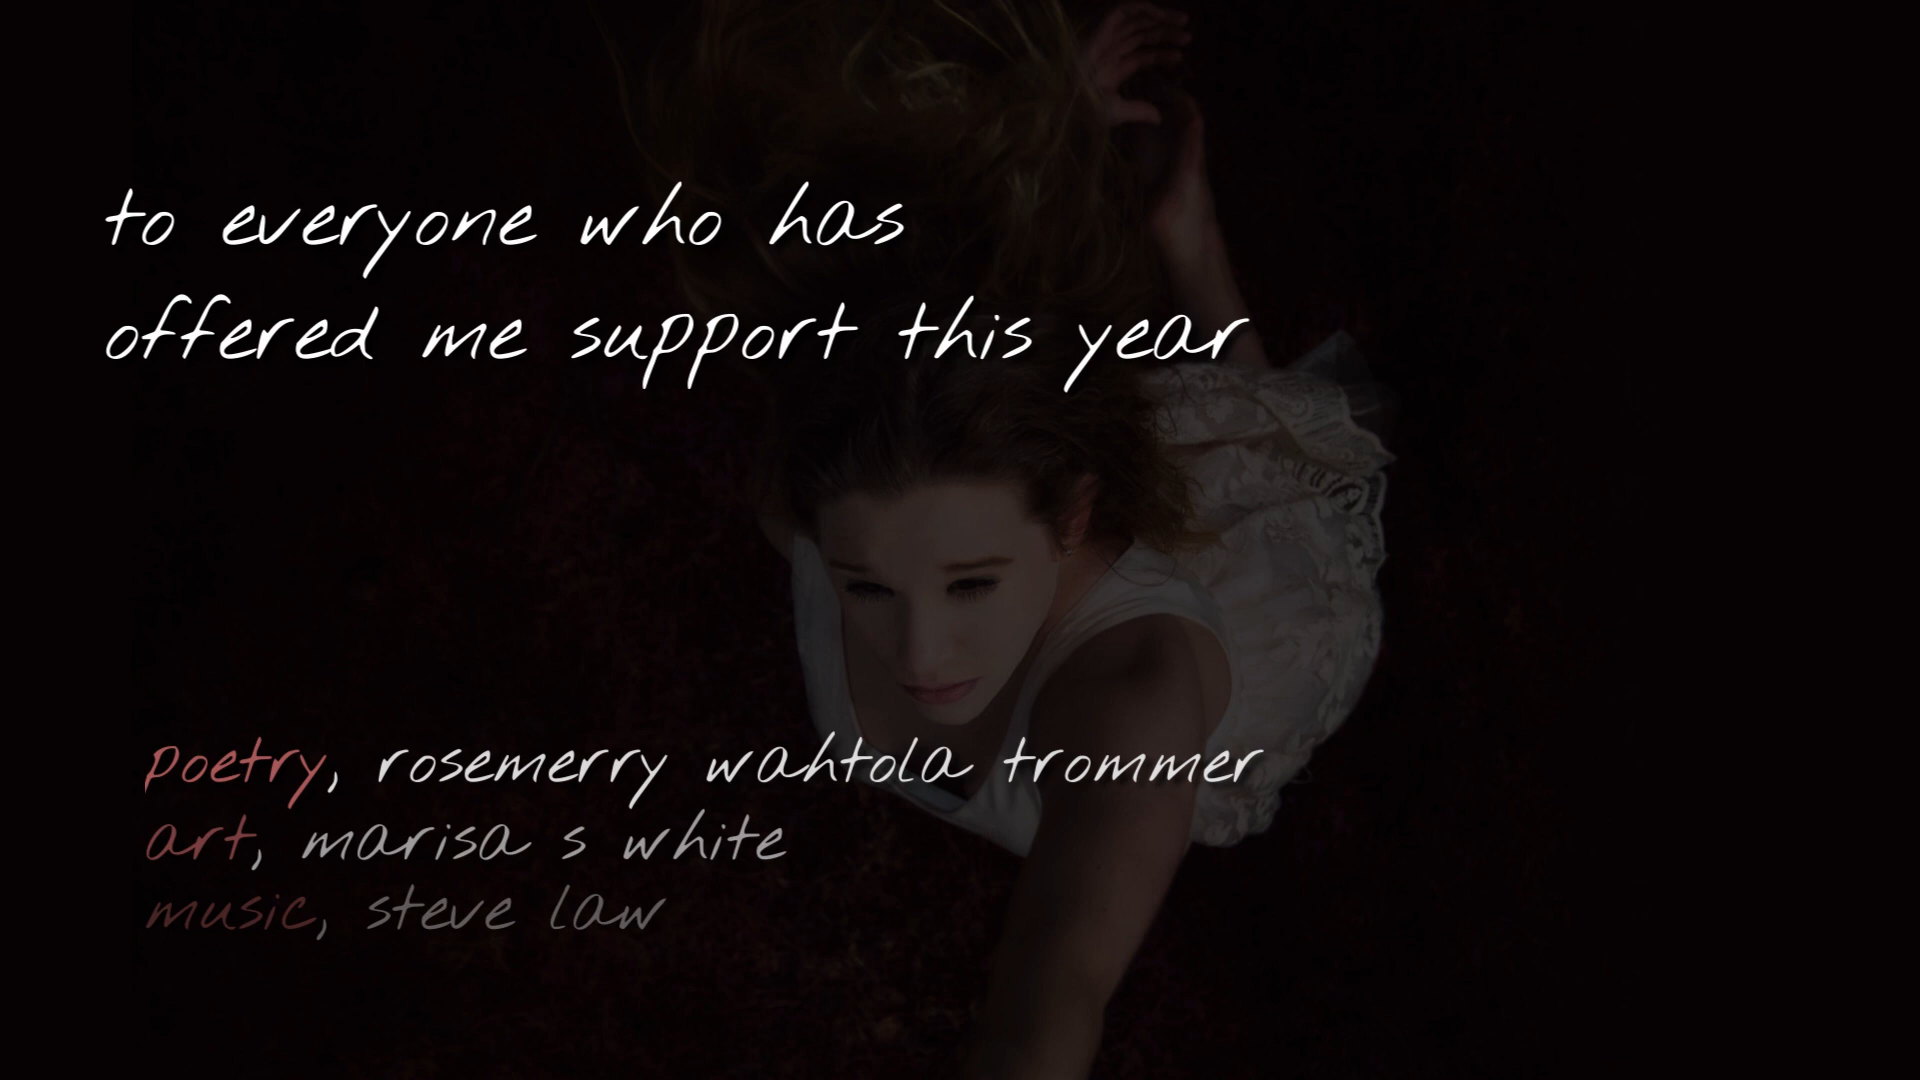 to everyone who has
offered me support this year
poetry, rosemerry wahtola trommer
art, marisa s white
music, steve law